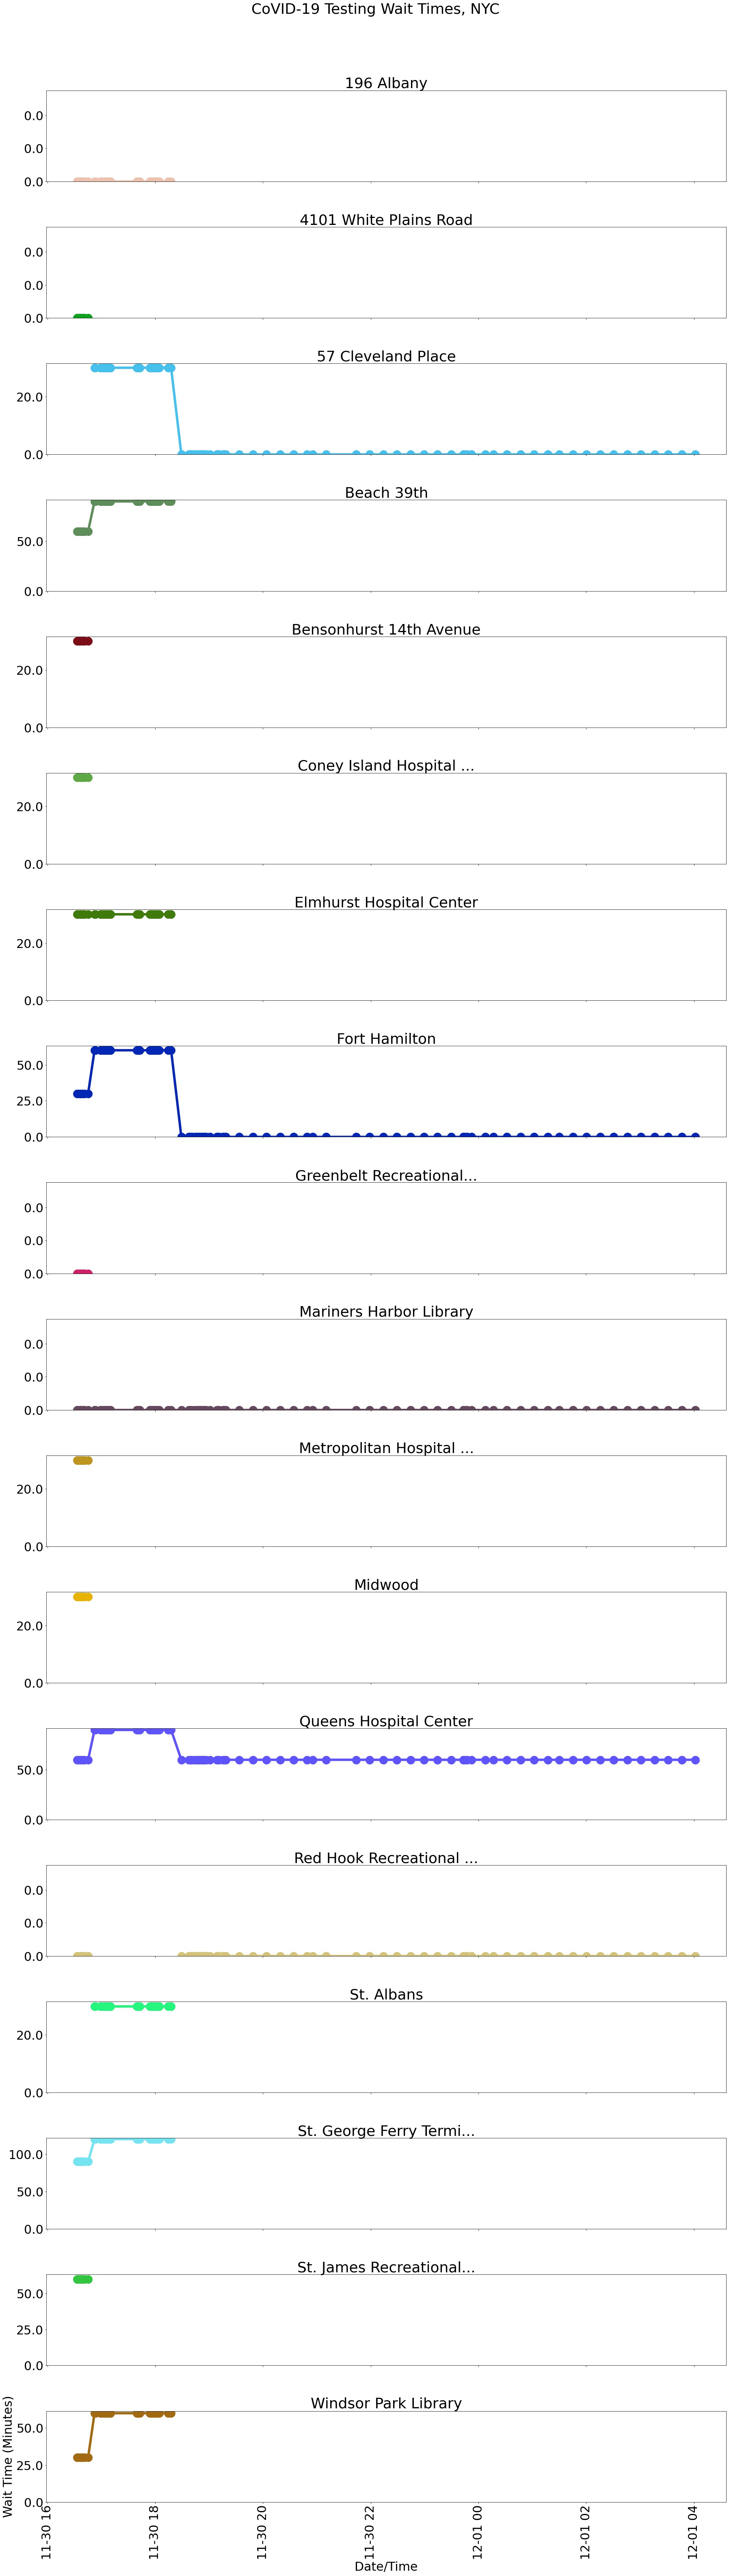 CoVID-19 Testing Wait Times, NYC
196 Albany
0.0
0.0
0.0
4101 White Plains Road
0.0
0.0
0.0
57 Cleveland Place
20.0
0.0
Beach 39th
50.0
0.0
Bensonhurst 14th Avenue
20.0
0.0
Coney Island Hospital ...
20.0
0.0
Elmhurst Hospital Center
20.0
0.0
Fort Hamilton
50.0
25.0
0.0
Greenbelt Recreational...
0.0
0.0
0.0
Mariners Harbor Library
0.0
0.0
0.0
Metropolitan Hospital ...
20.0
0.0
Midwood
20.0
0.0
Queens Hospital Center
50.0
0.0
Red Hook Recreational ...
0.0
0.0
0.0
St. Albans
20.0
0.0
St. George Ferry Termi...
100.0
50.0
0.0
St. James Recreational...
50.0
25.0
0.0
Windsor Park Library
50.0
25.0
0.0
Wait Time (Minutes)
11-30 16
11-30 18
11-30 20
11-30 22
12-01 00
12-01 02
12-01 04
Date/Time